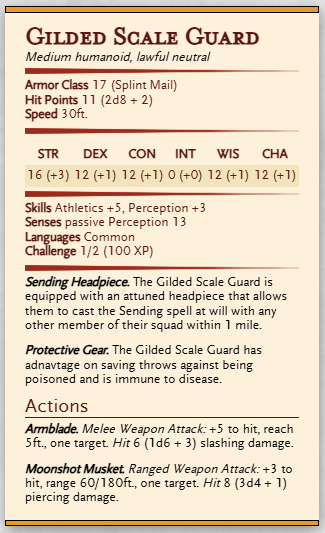 Gilded Scale Guard
Medium humanoid, lawful neutral
Armor Class 17 (Splint Mail)
Hit Points 11 (2d8 + 2)
Speed 30ft.
STR DEX CON INT WIS CHA
16 (+3) 12 (+1) 12 (+1) 0 (+0) 12 (+1) 12 (+1)
Skills Athletics +5, Perception +3
Senses passive Perception 13
Languages Common
Challenge 1/2 (100 XP)
Sending Headpiece. The Gilded Scale Guard is
equipped with an attuned headpiece that allows
them to cast the Sending spell at will with any
other member of their squad within 1 mile.
Protective Gear. The Gilded Scale Guard has
adnavtage on saving throws against being
poisoned and is immune to disease.
Actions
Armblade. Melee Weapon Attack: +5 to hit, reach
5ft., one target. Hit 6 (1d6 + 3) slashing damage.
Moonshot Musket. Ranged Weapon Attack: +3 to
hit, range 60/180ft., one target. Hit 8 (3d4 + 1)
piercing damage.